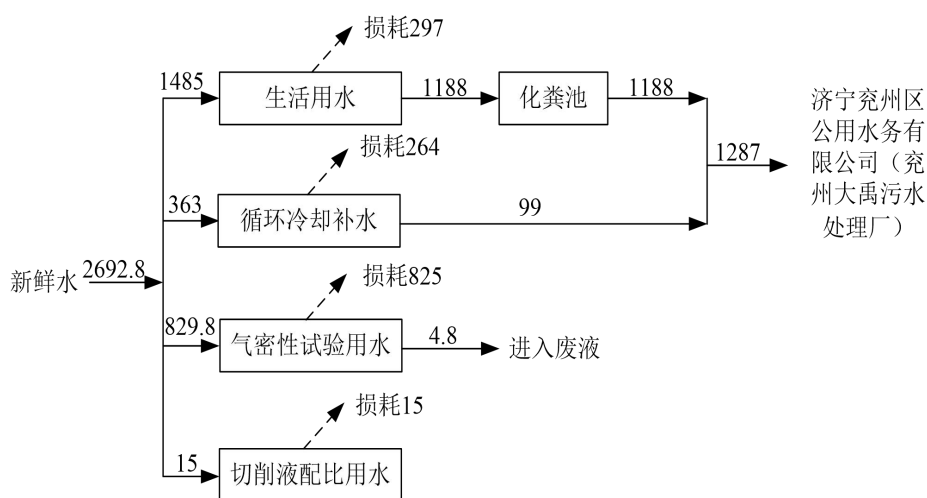 损耗297
1485
生活用水
1188
化粪池
1188
济宁兖州区
公用水务有
限公司（兖
州大禹污水
处理厂）
1287
损耗264
363
循环冷却补水
99
新鲜水
2692.8
损耗825
829.8
气密性试验用水
4.8
进入废液
损耗15
15
切削液配比用水